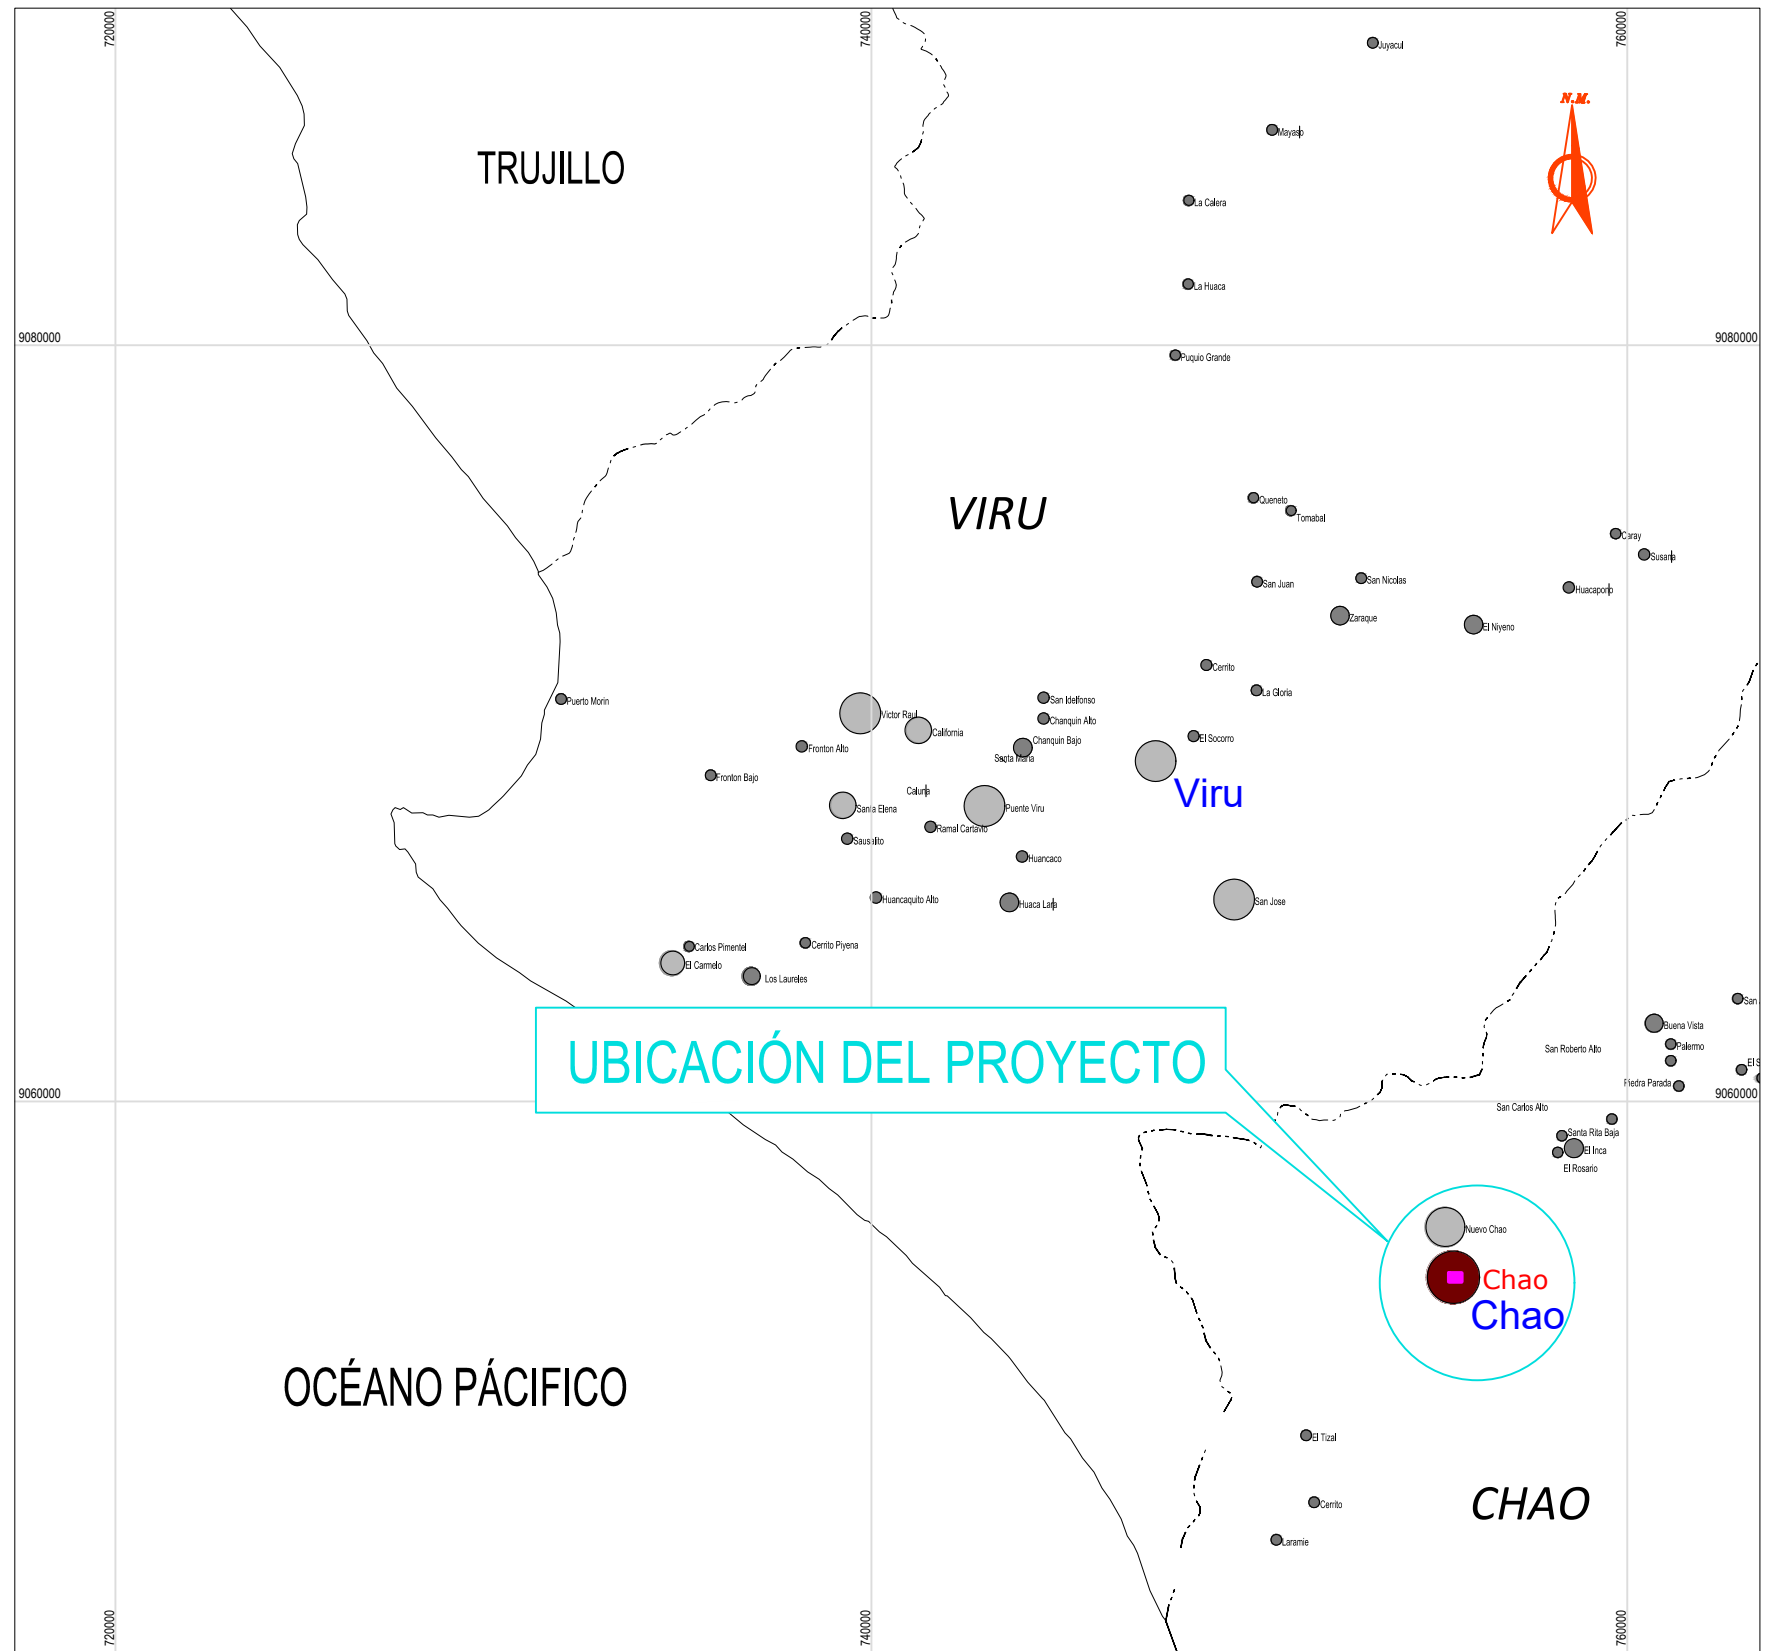 720000
740000
760000
Juyacul
N.M.
Mayaso
TRUJILLO
La Calera
La Huaca
9080000
9080000
Puquio Grande
VIRU
Queneto
Tomabal
Caray
Susana
San Juan
San Nicolas
Huacapono
Zaraque
El Niyeno
Cerrito
La Gloria
Puerto Morin
San Idelfonso
Victor Raul
Chanquin Alto
California
El Socorro
Chanquin Bajo
Fronton Alto
Santa Maria
Fronton Bajo
Viru
Caluna
Santa Elena
Puente Viru
Ramal Cartavio
Sausalito
Huancaco
Huancaquito Alto
Huaca Lara
San Jose
Cerrito Piyena
Carlos Pimentel
El Carmelo
Los Laureles
San
Buena Vista
UBICACIÓN DEL PROYECTO
San Roberto Alto
Palermo
El S
Piedra Parada
9060000
9060000
San Carlos Alto
Santa Rita Baja
El Inca
El Rosario
Nuevo Chao
Chao
Chao
OCÉANO PÁCIFICO
El Tizal
Cerrito
CHAO
Laramie
720000
740000
760000